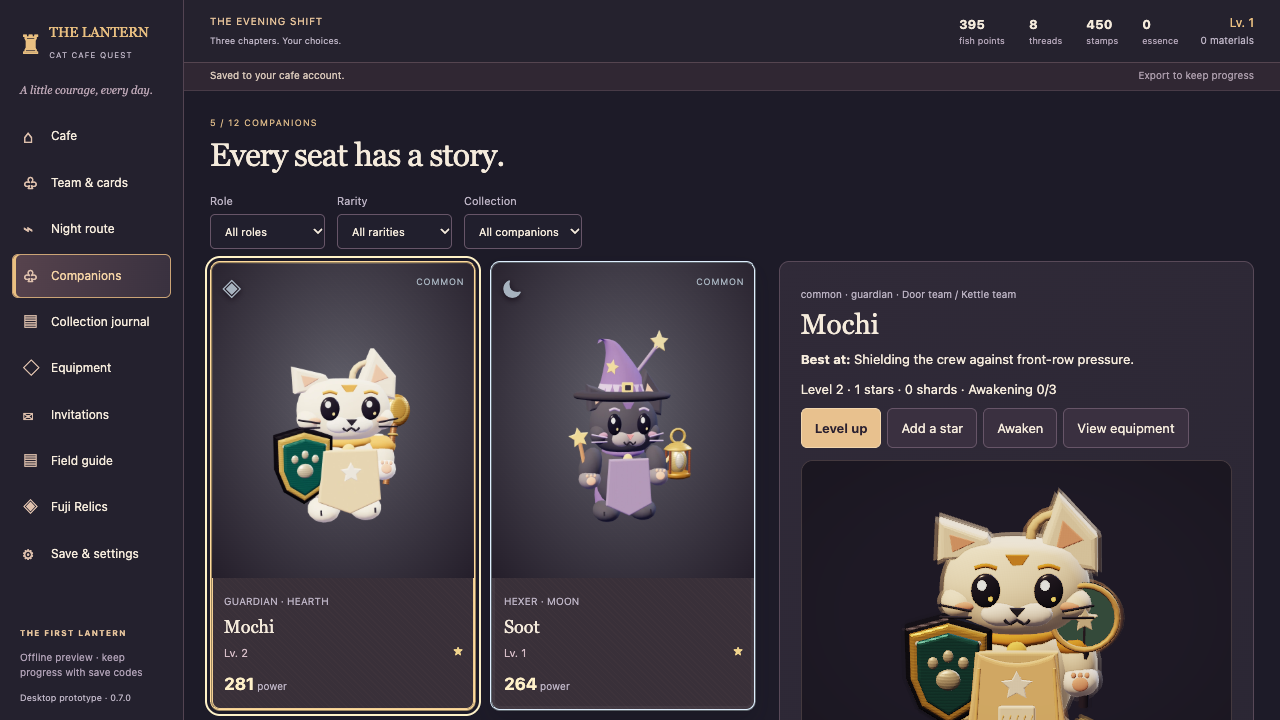 THE LANTERN
CAT CAFE QUEST
A little courage, every day.
Cafe
Team & cards
Night route
Companions
Collection journal
Equipment
Invitations
Field guide
Fuji Relics
Save & settings
THE FIRST LANTERN
Offline preview · keep
progress with save codes
Desktop prototype · 0.7.0
THE EVENING SHIFT
Three chapters. Your choices.
395
fish points
8
threads
450
stamps
0
essence
Lv. 1
0 materials
Saved to your cafe account.
Export to keep progress
5 / 12 COMPANIONS
Every seat has a story.
Role
All roles
Rarity
All rarities
Collection
All companions
COMMON
GUARDIAN · HEARTH
Mochi
Lv. 2
281 power
COMMON
HEXER · MOON
Soot
Lv. 1
264 power
common · guardian · Door team / Kettle team
Mochi
Best at: Shielding the crew against front-row pressure.
Level 2 · 1 stars · 0 shards · Awakening 0/3
Level up
Add a star
Awaken
View equipment